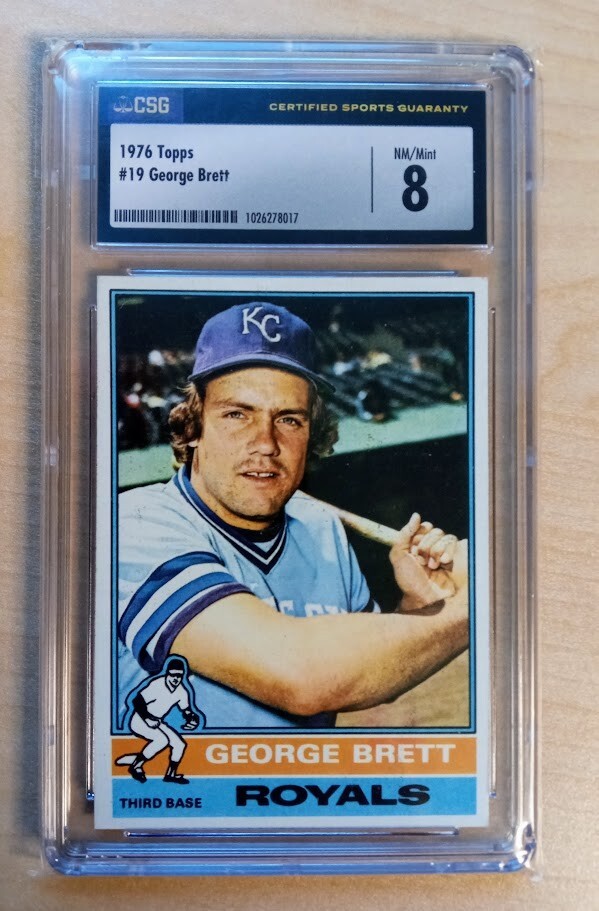 CSG
CERTIFIED SPORTS GUARANTY
1976 Topps
#19 George Brett
NM/Mint
8
1026278017
KC
GEORGE BRETT
THIRD BASE
ROYALS